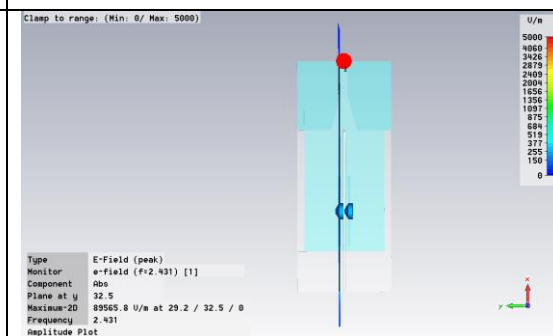 Clamp to range: (Min: 0/ Max: 5000)
V/m
5000
4060
3426
2879
2409
2004
1656
1356
1097
875
684
519
377
255
150
0
Type E-Field (peak)
Monitor e-field (f=2.431) [1]
Component Abs
Plane at y 32.5
Maximum-2D 89565.8 V/m at 29.2 / 32.5 / 0
Frequency 2.431
Amplitude Plot
x
y